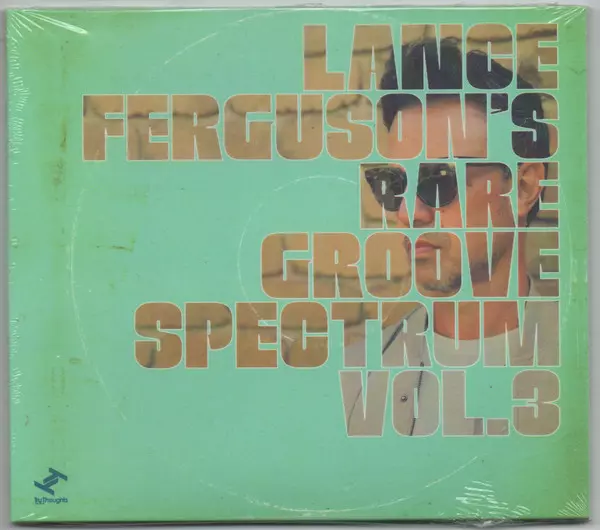 LANCE
FERGUSON'S
RARE
GROOVE
SPECTRUM
VOL.3
Tru Thoughts